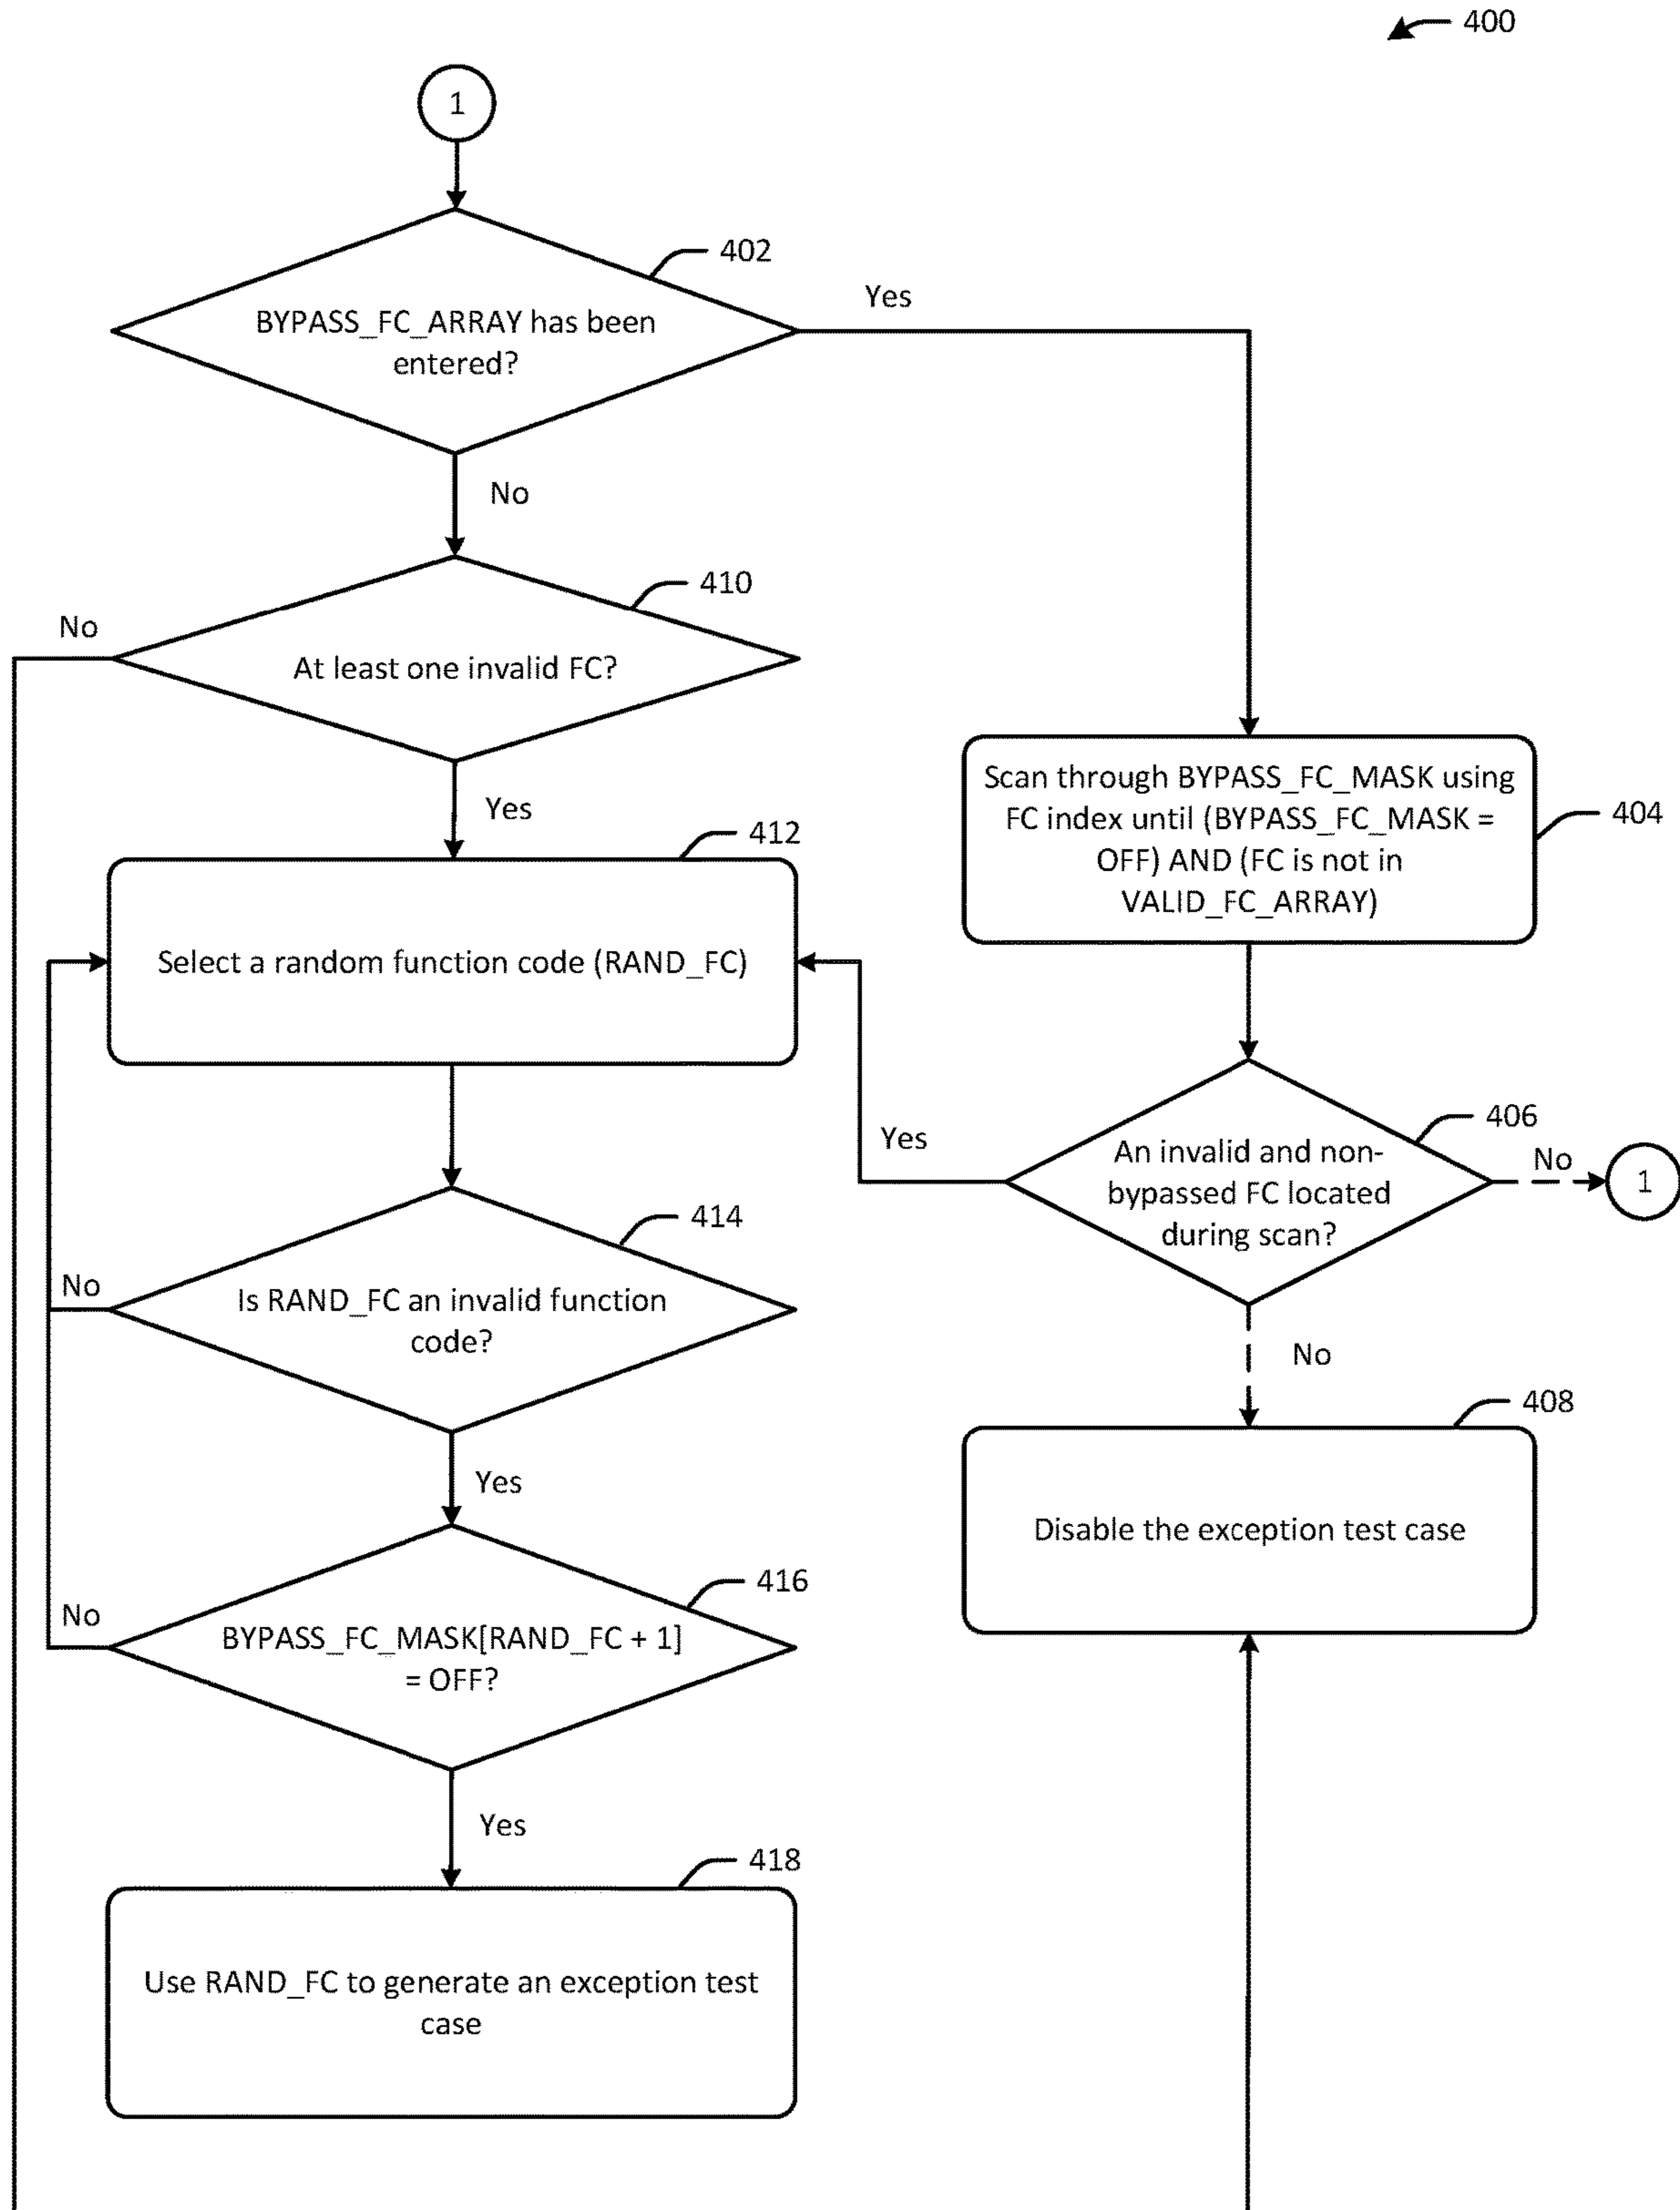 400
1
402
Yes
BYPASS_FC_ARRAY has been
entered?
No
410
No
At least one invalid FC?
Yes
412
Select a random function code (RAND_FC)
Scan through BYPASS_FC_MASK using
FC index until (BYPASS_FC_MASK =
OFF) AND (FC is not in
VALID_FC_ARRAY)
404
Yes
406
An invalid and non-
bypassed FC located
during scan?
No
1
No
414
No
Is RAND_FC an invalid function
code?
Yes
408
Disable the exception test case
416
No
BYPASS_FC_MASK[RAND_FC + 1]
= OFF?
Yes
418
Use RAND_FC to generate an exception test
case